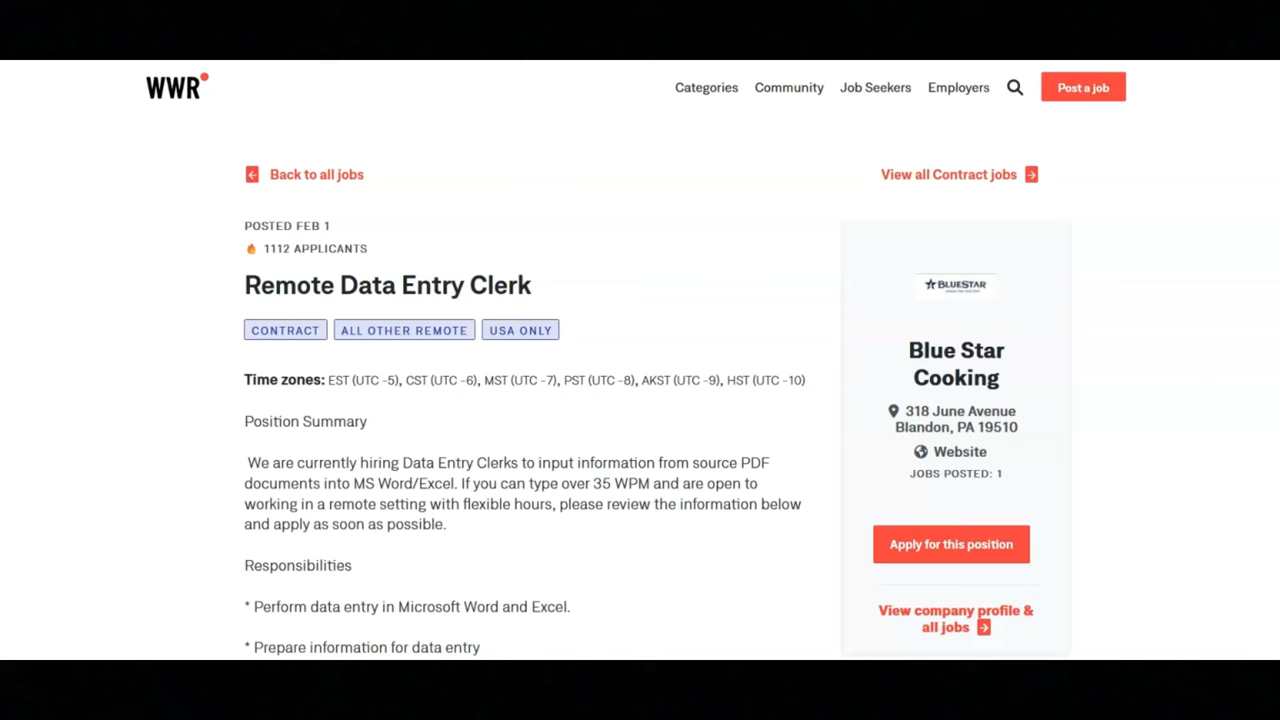 WWR
Categories
Community
Job Seekers
Employers
Post a job
Back to all jobs
View all Contract jobs
POSTED FEB 1
1112 APPLICANTS
Remote Data Entry Clerk
CONTRACT
ALL OTHER REMOTE
USA ONLY
Time zones: EST (UTC -5), CST (UTC -6), MST (UTC -7), PST (UTC -8), AKST (UTC -9), HST (UTC -10)
Position Summary
We are currently hiring Data Entry Clerks to input information from source PDF
documents into MS Word/Excel. If you can type over 35 WPM and are open to
working in a remote setting with flexible hours, please review the information below
and apply as soon as possible.
Responsibilities
* Perform data entry in Microsoft Word and Excel.
* Prepare information for data entry
BLUESTAR
Blue Star
Cooking
318 June Avenue
Blandon, PA 19510
Website
JOBS POSTED: 1
Apply for this position
View company profile &
all jobs